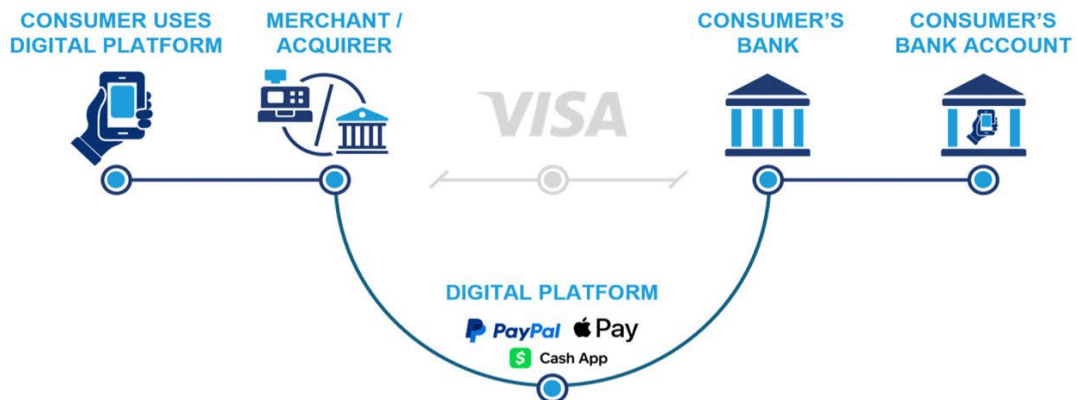 CONSUMER USES
DIGITAL PLATFORM
MERCHANT /
ACQUIRER
VISA
CONSUMER'S
BANK
CONSUMER'S
BANK ACCOUNT
DIGITAL PLATFORM
PayPal Pay
$ Cash App